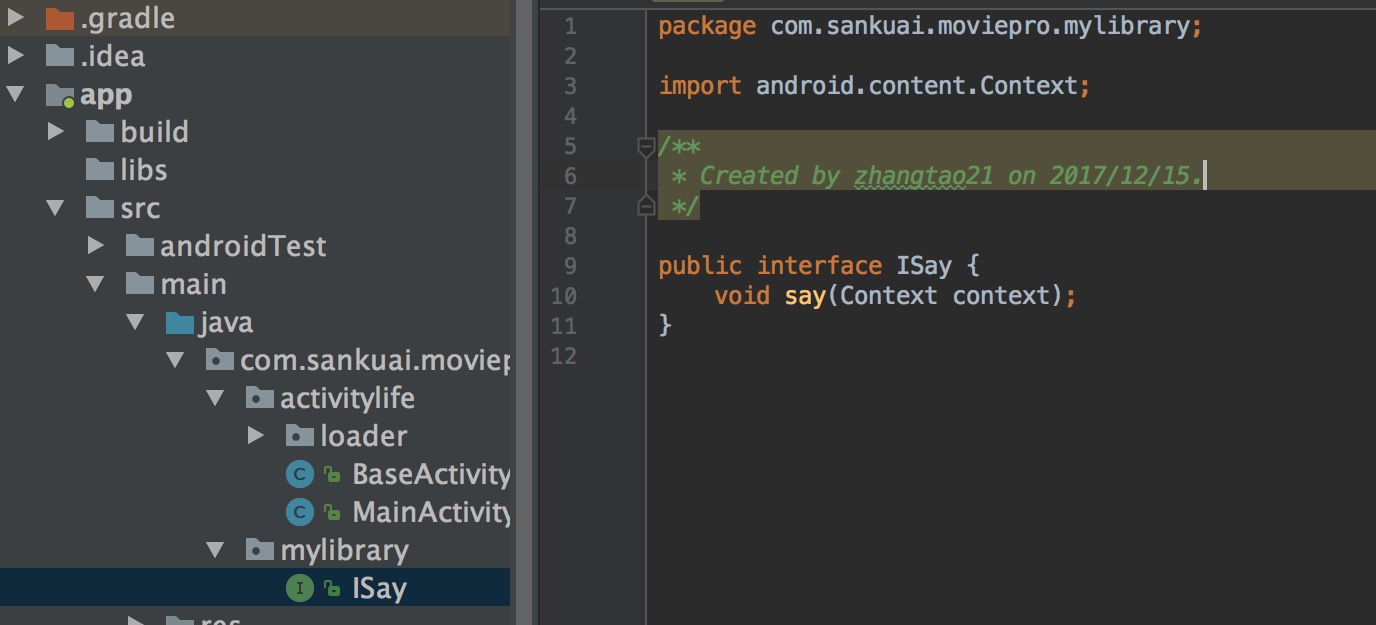 .gradle
.idea
app
build
libs
src
androidTest
main
java
com.sankuai.moviep
activitylife
loader
C BaseActivity
C MainActivity
mylibrary
I ISay
res
1 package com.sankuai.moviepro.mylibrary;
2
3 import android.content.Context;
4
5 /**
6 * Created by zhangtao21 on 2017/12/15.
7 */
8
9 public interface ISay {
10 void say(Context context);
11 }
12